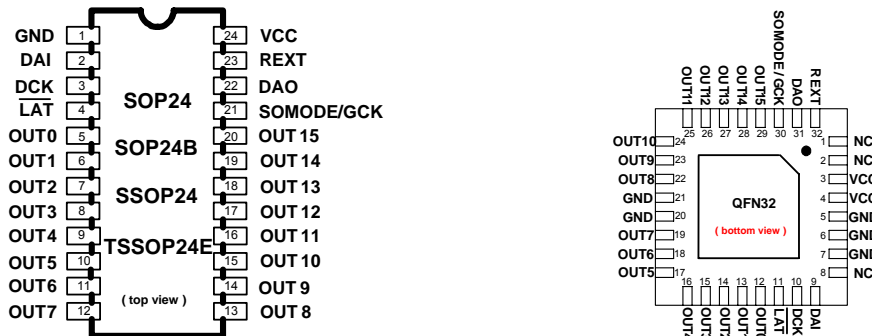 GND 1 24 VCC
DAI 2 23 REXT
DCK 3 22 DAO
LAT 4 21 SOMODE/GCK
OUT0 5 20 OUT 15
OUT1 6 19 OUT 14
OUT2 7 18 OUT 13
OUT3 8 17 OUT 12
OUT4 9 16 OUT 11
OUT5 10 15 OUT 10
OUT6 11 14 OUT 9
OUT7 12 13 OUT 8
SOP24
SOP24B
SSOP24
TSSOP24E
( top view )
OUT11 OUT12 OUT13 OUT14 OUT15 SOMODE/ GCK DAO REXT
25 26 27 28 29 30 31 32
OUT10 24 1 NC
OUT9 23 2 NC
OUT8 22 3 VCC
GND 21 4 VCC
GND 20 5 GND
OUT7 19 6 GND
OUT6 18 7 GND
OUT5 17 8 NC
QFN32
( bottom view )
16 15 14 13 12 11 10 9
LAT DCK DAI